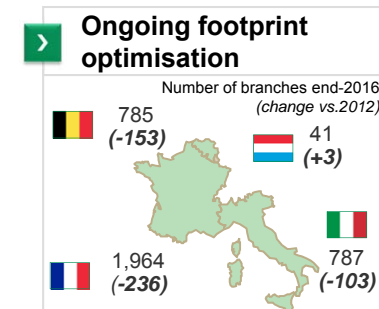 Ongoing footprint
optimisation
Number of branches end-2016
(change vs.2012)
785
(-153)
41
(+3)
1,964
(-236)
787
(-103)